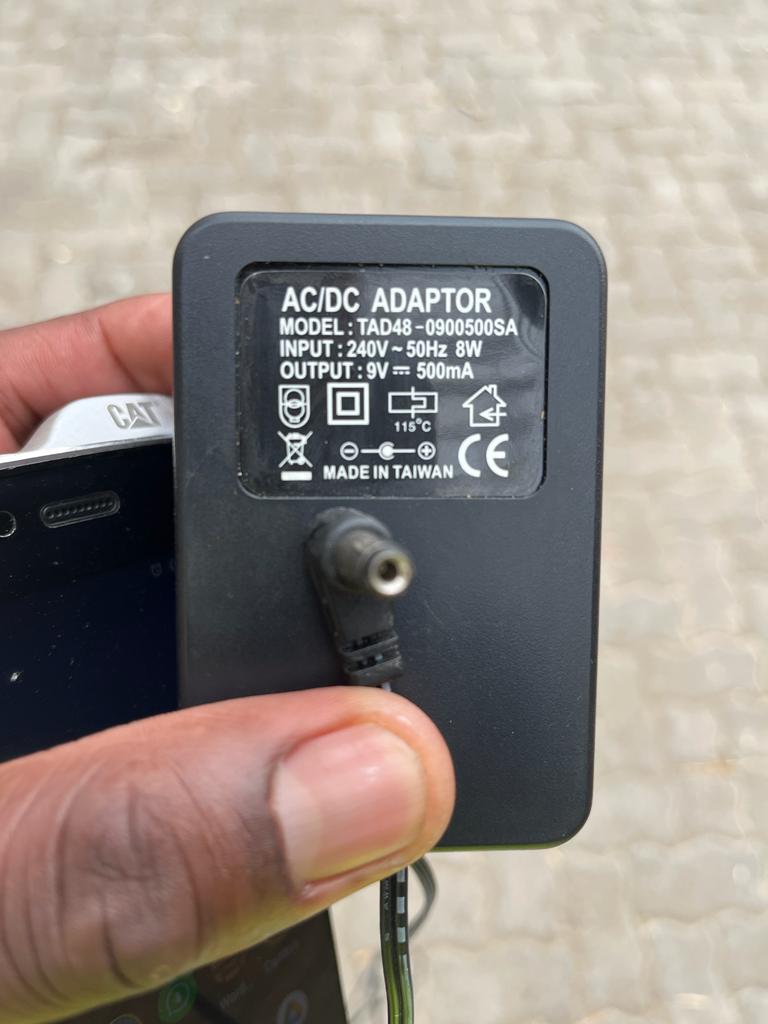 AC/DC ADAPTOR
MODEL : TAD48-0900500SA
INPUT : 240V ~ 50Hz 8W
OUTPUT : 9V ⎓ 500mA
115°C
MADE IN TAIWAN
CE
CAT